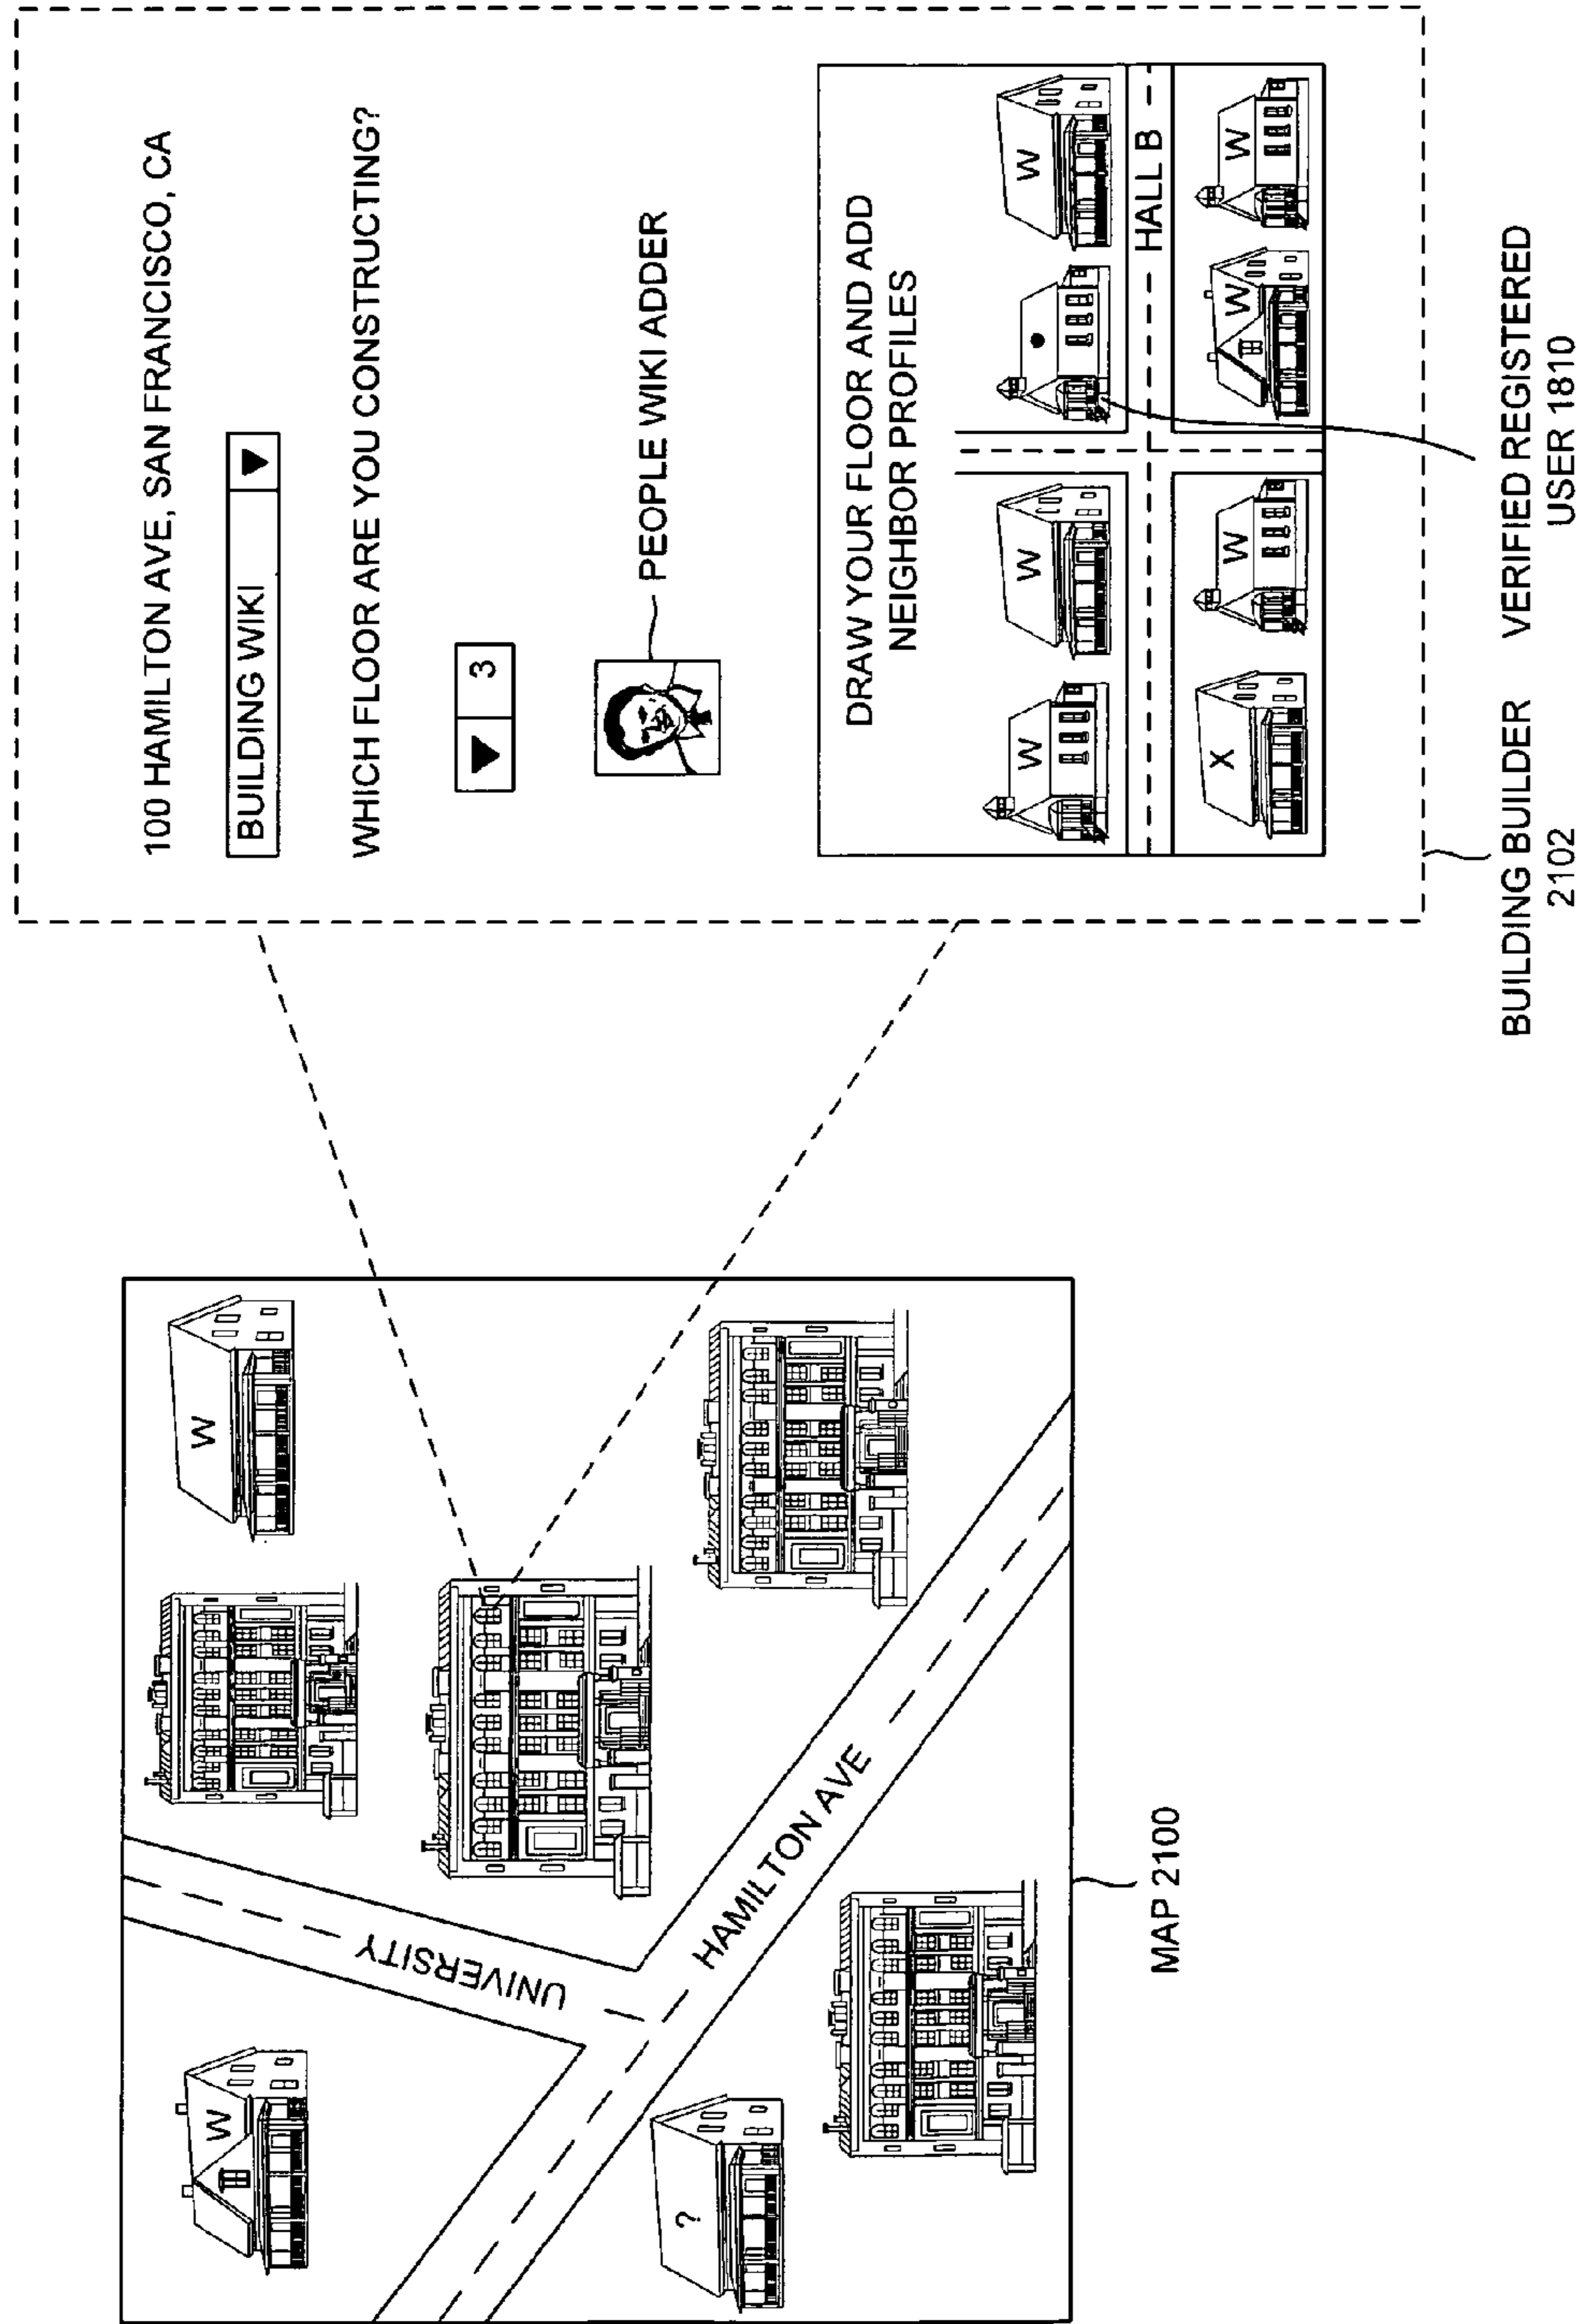 W
UNIVERSITY
W
?
HAMILTON AVE
MAP 2100
100 HAMILTON AVE, SAN FRANCISCO, CA
BUILDING WIKI
WHICH FLOOR ARE YOU CONSTRUCTING?
3
PEOPLE WIKI ADDER
DRAW YOUR FLOOR AND ADD
NEIGHBOR PROFILES
W W W
HALL B
X W W W
BUILDING BUILDER
2102
VERIFIED REGISTERED
USER 1810